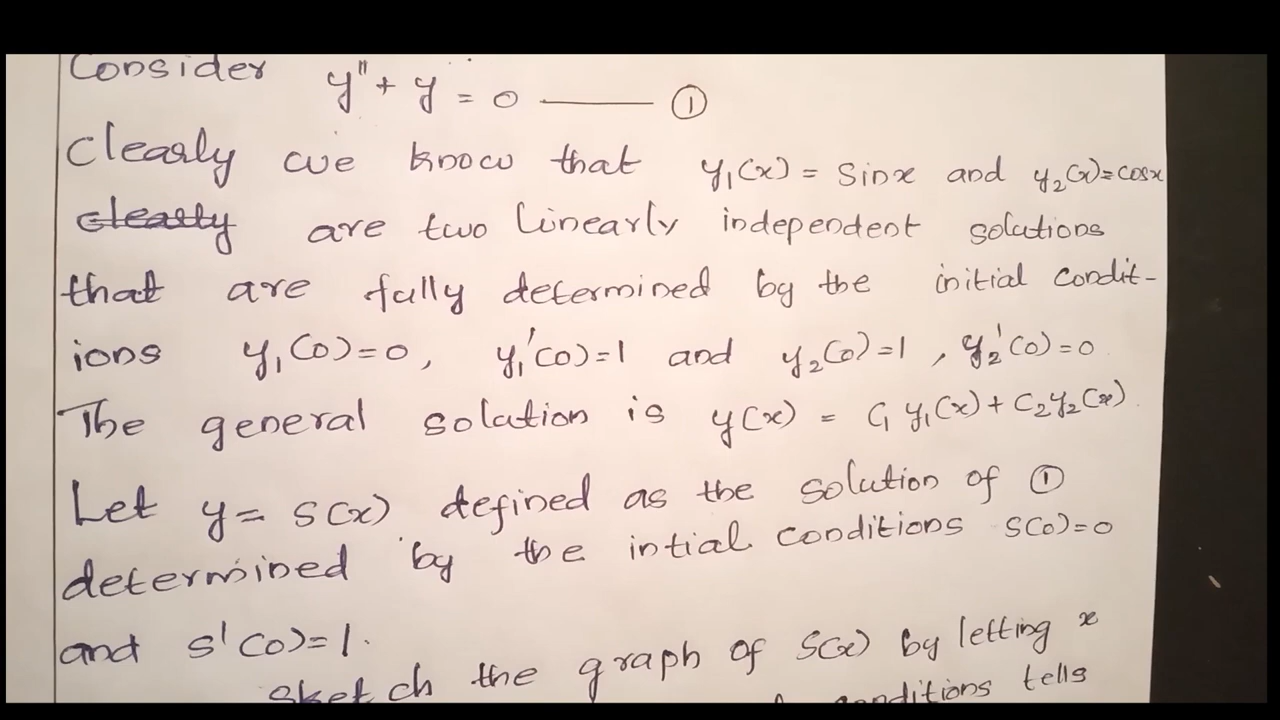 Consider y" + y = 0 ——— ①
Clearly we know that y₁(x) = Sinx and y₂(x)=cosx
clearly are two linearly independent solutions
that are fully determined by the initial condit-
ions y₁(0)=0, y₁'(0)=1 and y₂(0)=1, y₂'(0)=0
The general solution is y(x) = C₁ y₁(x) + C₂y₂(x).
Let y= s(x) defined as the solution of ①
determined by the intial conditions s(0)=0
and s'(0)=1.
Sketch the graph of S(x) by letting x
conditions tells